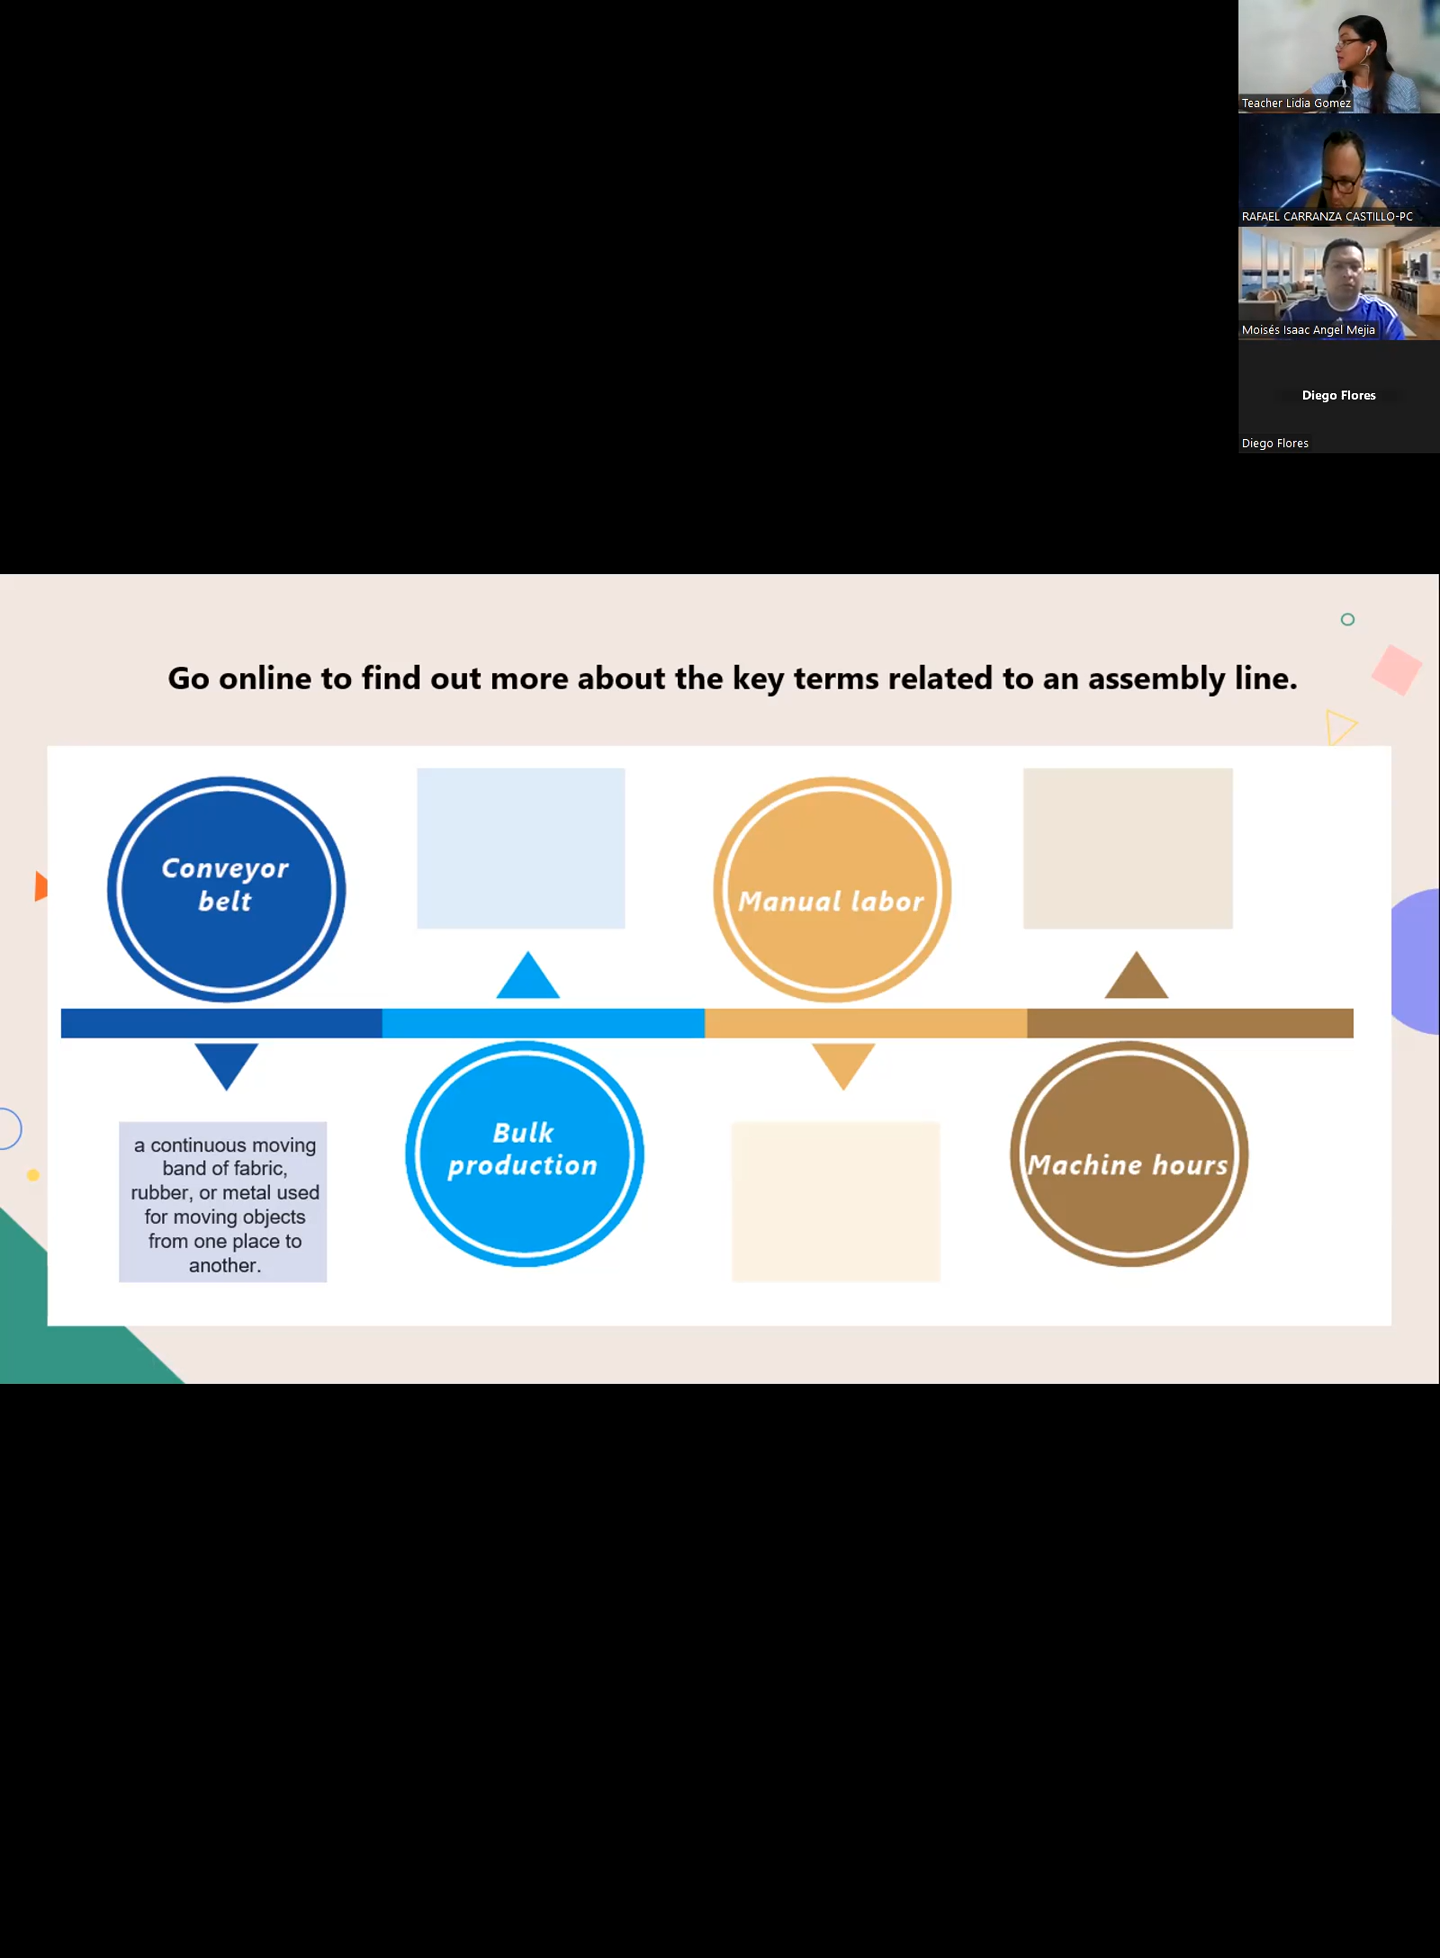 Teacher Lidia Gomez
RAFAEL CARRANZA CASTILLO-PC
Moisés Isaac Angel Mejia
Diego Flores
Diego Flores
Go online to find out more about the key terms related to an assembly line.
Conveyor
belt
Manual labor
Bulk
production
Machine hours
a continuous moving
band of fabric,
rubber, or metal used
for moving objects
from one place to
another.